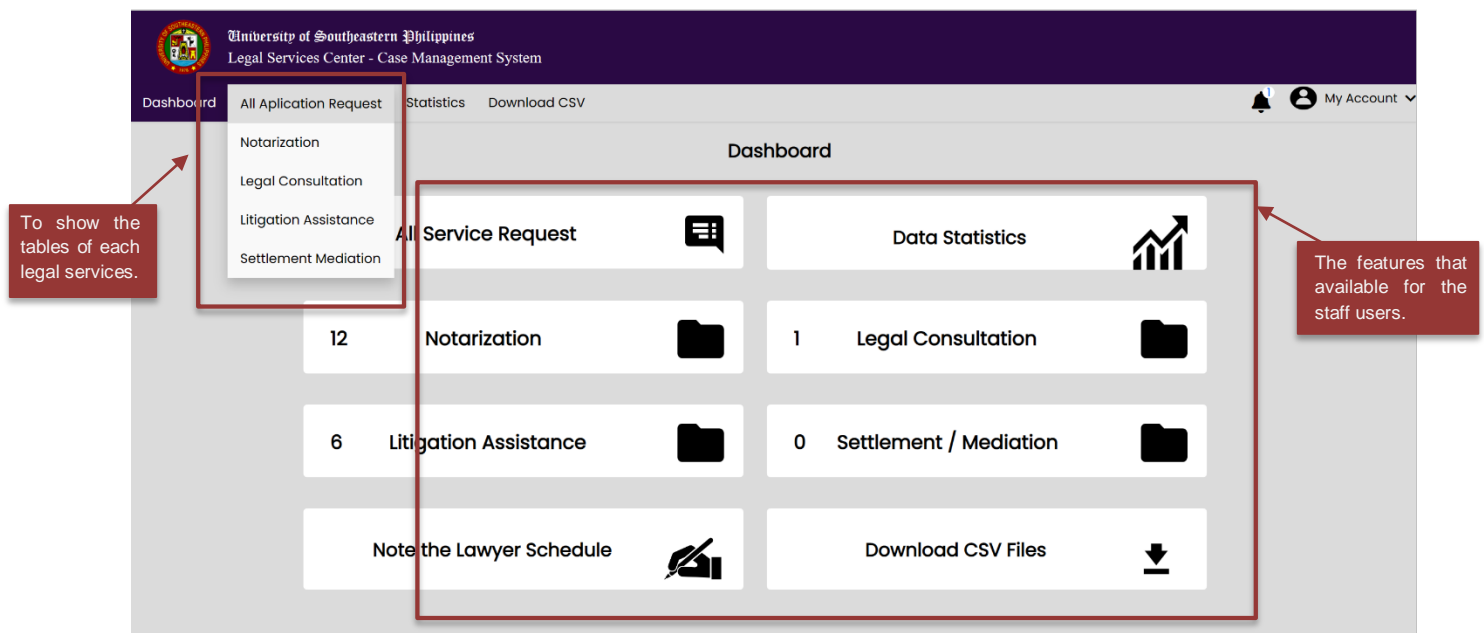 University of Southeastern Philippines
Legal Services Center - Case Management System
Dashboard
All Aplication Request
Statistics
Download CSV
1
My Account
Notarization
Legal Consultation
Litigation Assistance
Settlement Mediation
Dashboard
To show the
tables of each
legal services.
All Service Request
Data Statistics
The features that
available for the
staff users.
12 Notarization
1 Legal Consultation
6 Litigation Assistance
0 Settlement / Mediation
Note the Lawyer Schedule
Download CSV Files